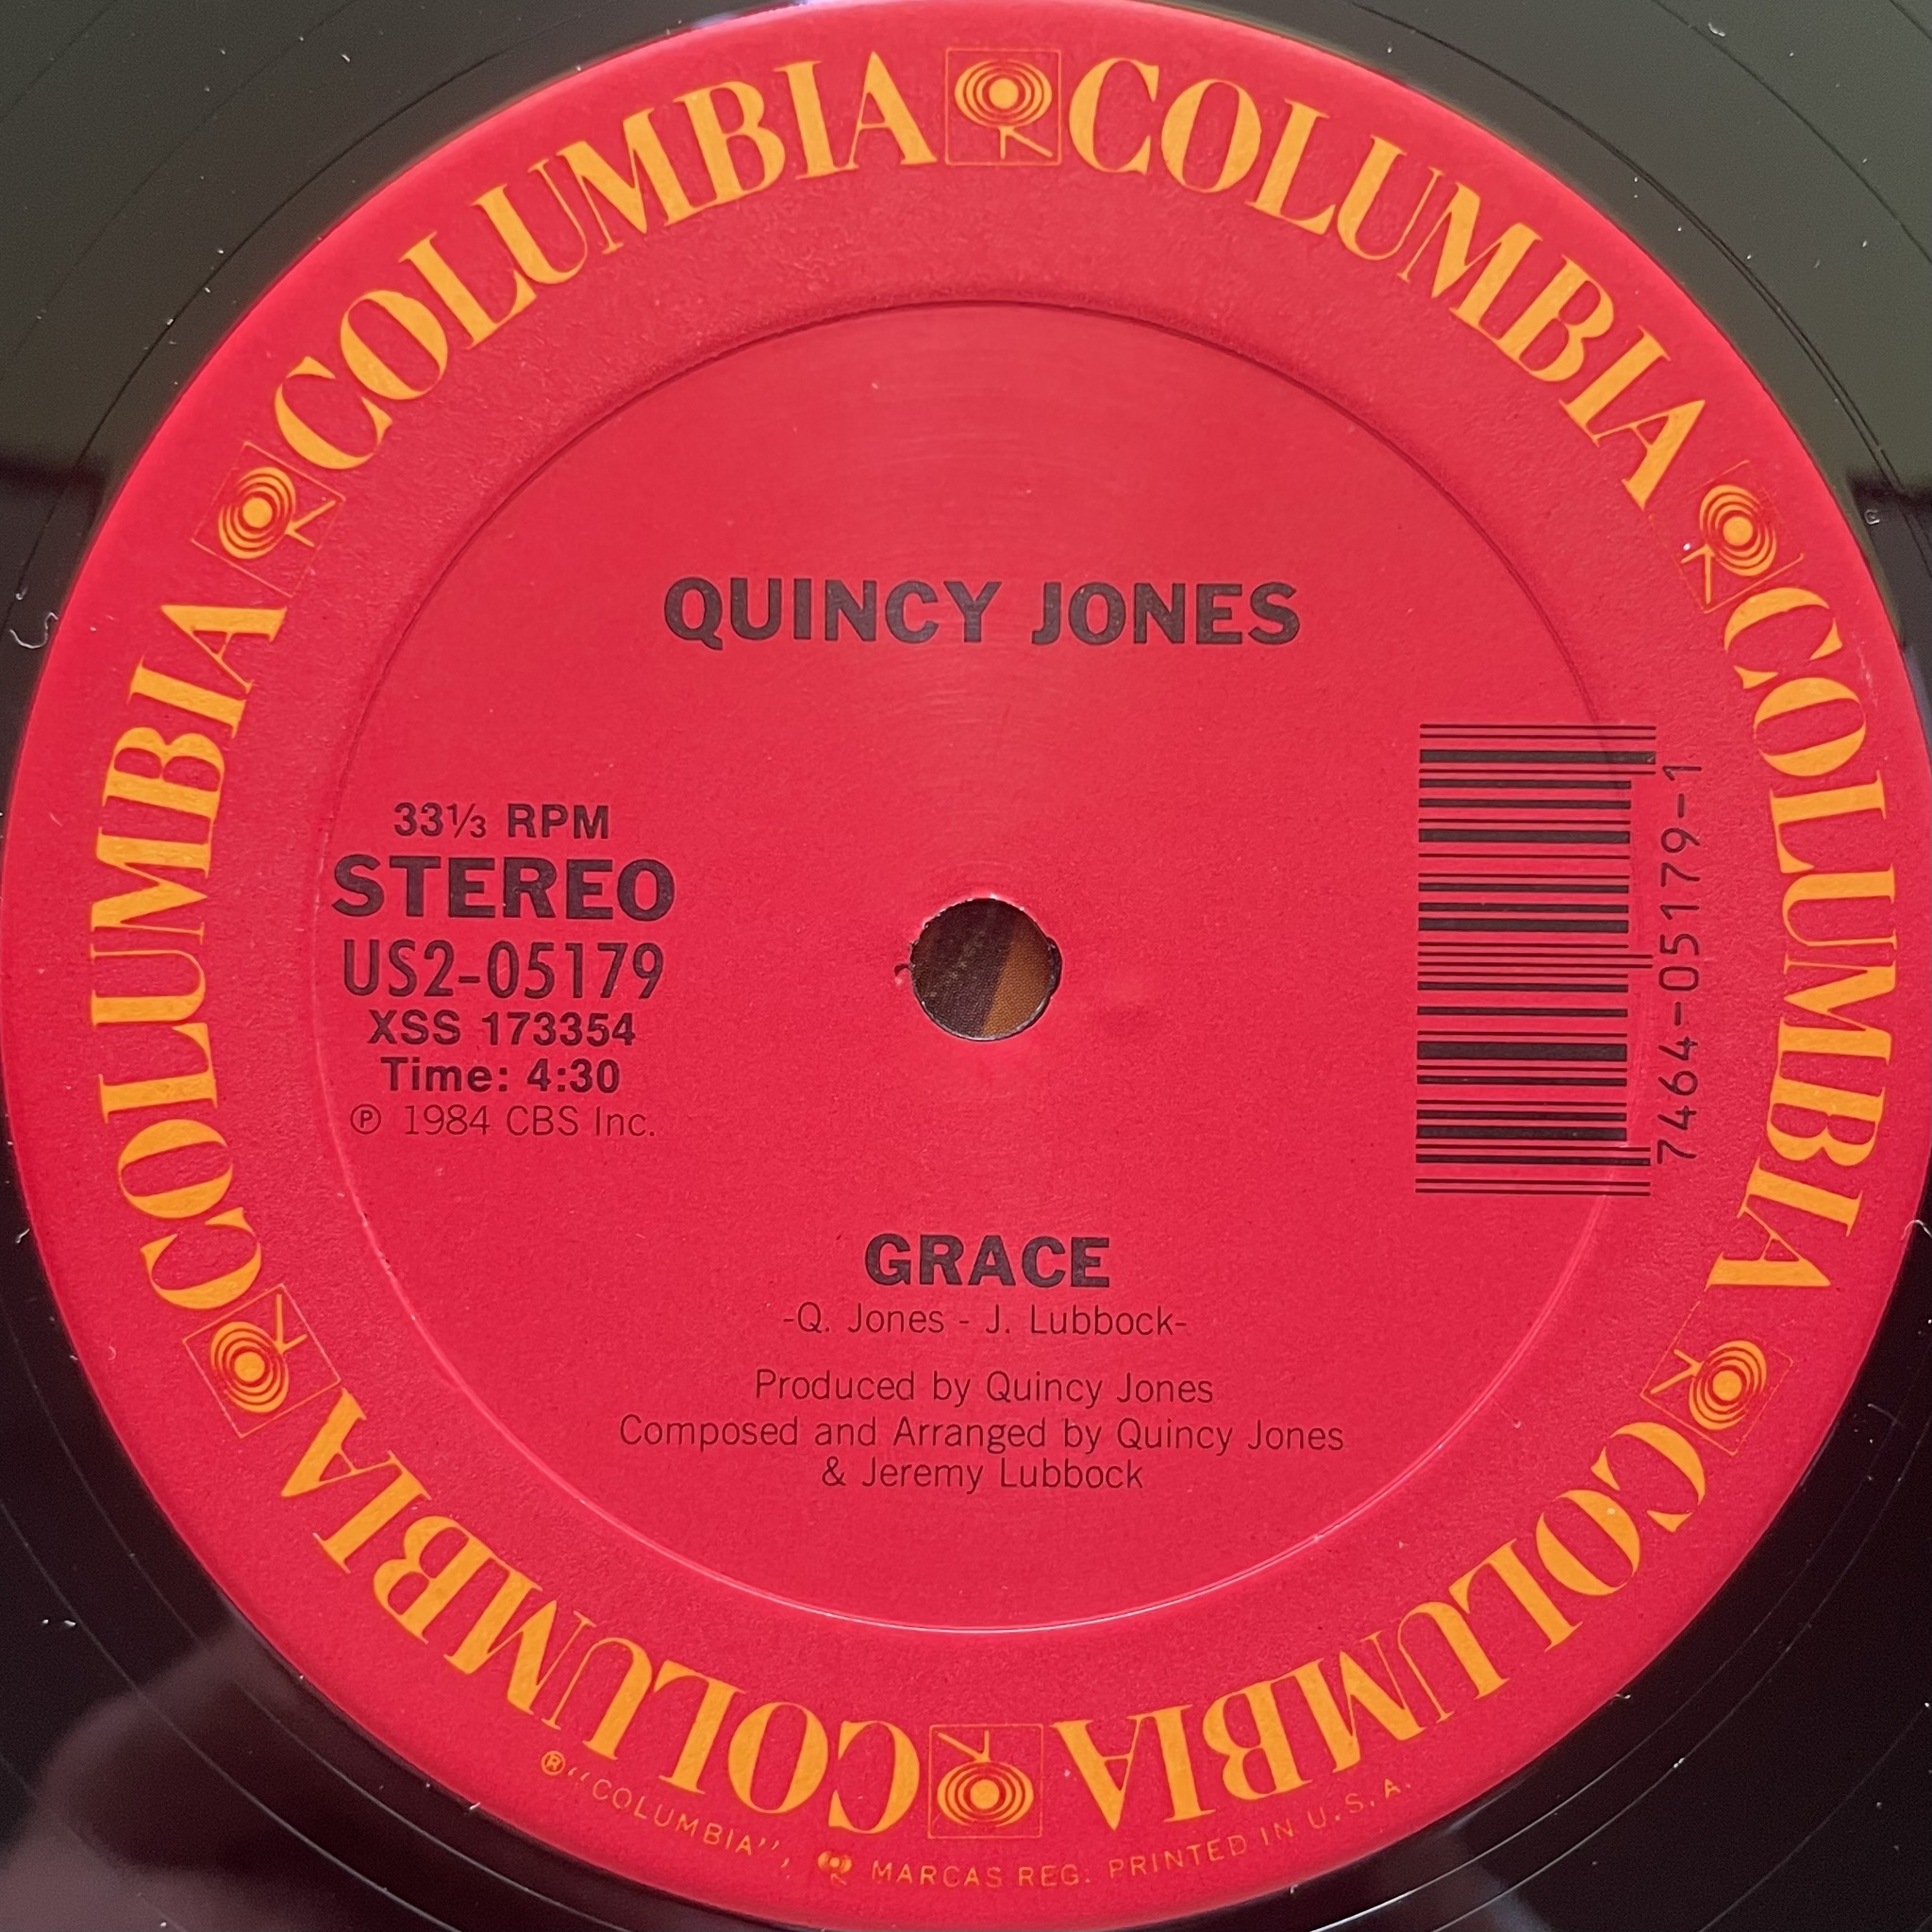 COLUMBIA
COLUMBIA
COLUMBIA
COLUMBIA
COLUMBIA
COLUMBIA
QUINCY JONES
33⅓ RPM
STEREO
US2-05179
XSS 173354
Time: 4:30
℗ 1984 CBS Inc.
7464-05179-1
GRACE
-Q. Jones - J. Lubbock-
Produced by Quincy Jones
Composed and Arranged by Quincy Jones
& Jeremy Lubbock
® "COLUMBIA", MARCAS REG. PRINTED IN U.S.A.